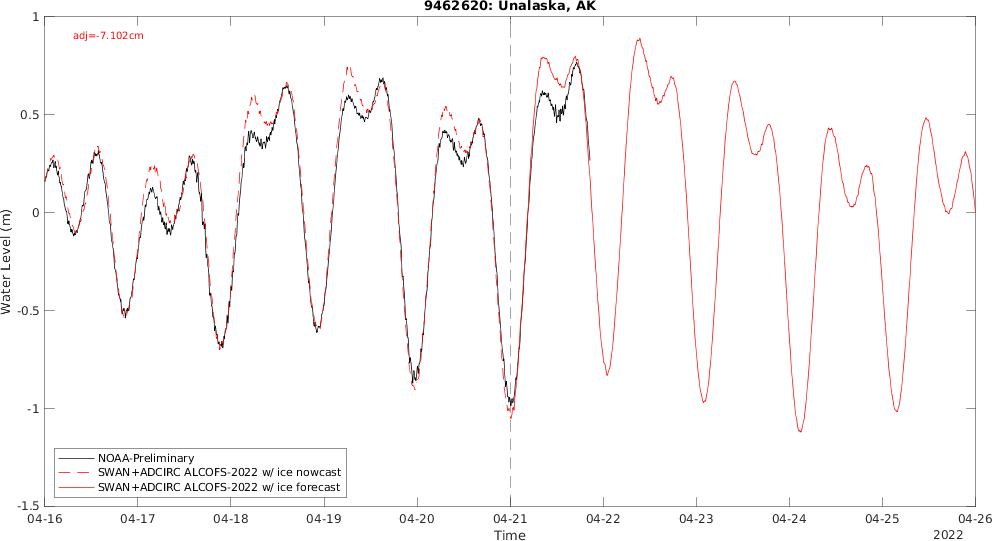 9462620: Unalaska, AK
adj=-7.102cm
1
0.5
0
-0.5
-1
-1.5
Water Level (m)
NOAA-Preliminary
SWAN+ADCIRC ALCOFS-2022 w/ ice nowcast
SWAN+ADCIRC ALCOFS-2022 w/ ice forecast
04-16 04-17 04-18 04-19 04-20 04-21 04-22 04-23 04-24 04-25 04-26
Time
2022